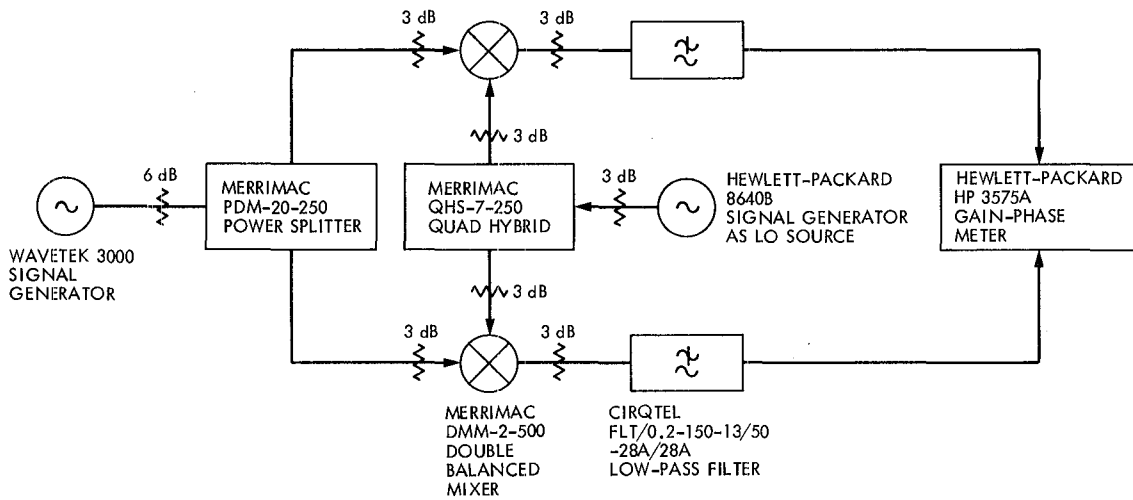 3 dB
3 dB
3 dB
6 dB
MERRIMAC
PDM-20-250
POWER SPLITTER
MERRIMAC
QHS-7-250
QUAD HYBRID
3 dB
HEWLETT-PACKARD
8640B
SIGNAL GENERATOR
AS LO SOURCE
HEWLETT-PACKARD
HP 3575A
GAIN-PHASE
METER
WAVETEK 3000
SIGNAL
GENERATOR
3 dB
3 dB
3 dB
MERRIMAC
DMM-2-500
DOUBLE
BALANCED
MIXER
CIRQTEL
FLT/0.2-150-13/50
-28A/28A
LOW-PASS FILTER